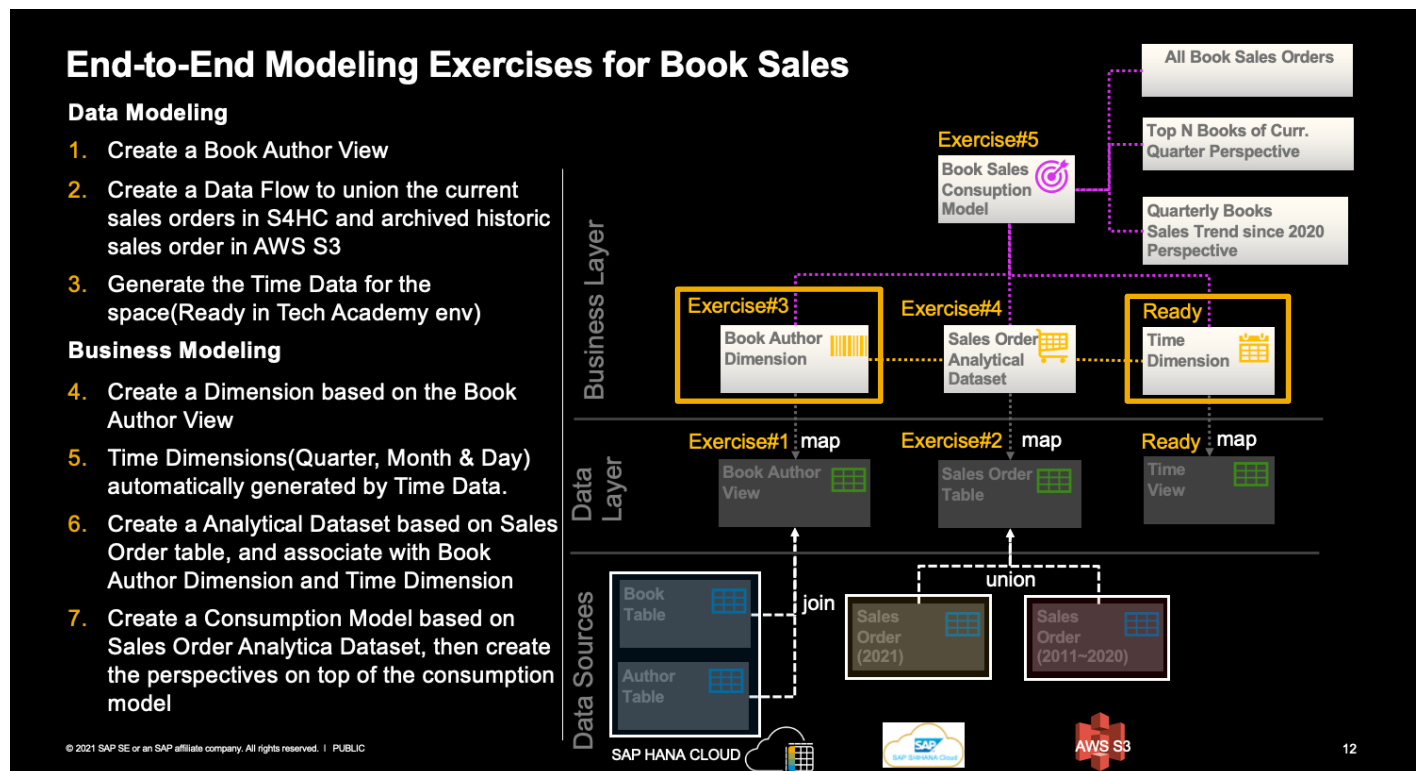 End-to-End Modeling Exercises for Book Sales
Data Modeling
1. Create a Book Author View
2. Create a Data Flow to union the current
sales orders in S4HC and archived historic
sales order in AWS S3
3. Generate the Time Data for the
space(Ready in Tech Academy env)
Business Modeling
4. Create a Dimension based on the Book
Author View
5. Time Dimensions(Quarter, Month & Day)
automatically generated by Time Data.
6. Create a Analytical Dataset based on Sales
Order table, and associate with Book
Author Dimension and Time Dimension
7. Create a Consumption Model based on
Sales Order Analytica Dataset, then create
the perspectives on top of the consumption
model
All Book Sales Orders
Top N Books of Curr.
Quarter Perspective
Quarterly Books
Sales Trend since 2020
Perspective
Exercise#5
Book Sales
Consuption
Model
Business Layer
Exercise#3
Book Author
Dimension
Exercise#4
Sales Order
Analytical
Dataset
Ready
Time
Dimension
Data
Layer
Exercise#1 map
Book Author
View
Exercise#2 map
Sales Order
Table
Ready map
Time
View
Data Sources
Book
Table
Author
Table
join
union
Sales
Order
(2021)
Sales
Order
(2011~2020)
SAP HANA CLOUD
SAP
SAP S/4HANA Cloud
AWS S3
© 2021 SAP SE or an SAP affiliate company. All rights reserved. | PUBLIC
12